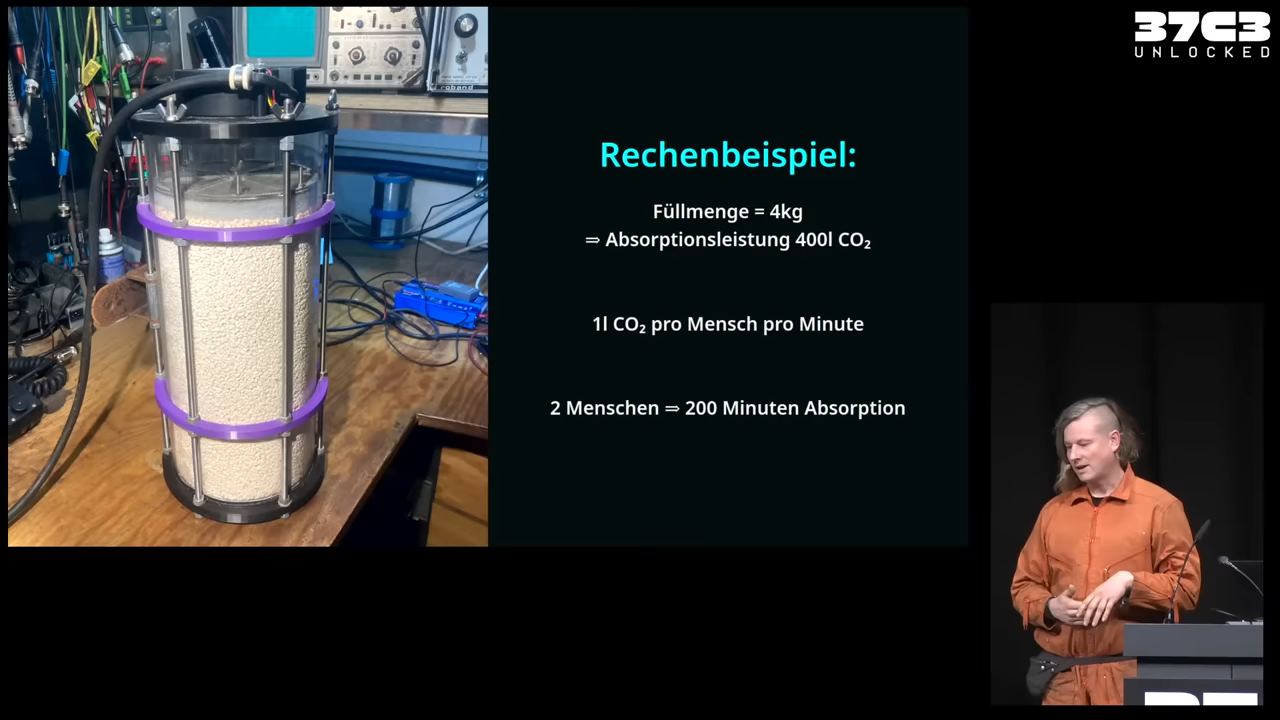 37C3
UNLOCKED
Rechenbeispiel:
Füllmenge = 4kg
⇒ Absorptionsleistung 400l CO₂
1l CO₂ pro Mensch pro Minute
2 Menschen ⇒ 200 Minuten Absorption
roband